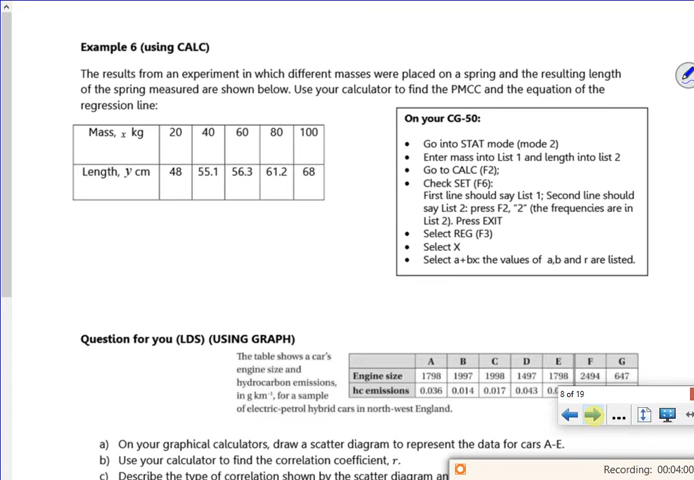 Example 6 (using CALC)
The results from an experiment in which different masses were placed on a spring and the resulting length
of the spring measured are shown below. Use your calculator to find the PMCC and the equation of the
regression line:
Mass, x kg 20 40 60 80 100
Length, y cm 48 55.1 56.3 61.2 68
On your CG-50:
• Go into STAT mode (mode 2)
• Enter mass into List 1 and length into list 2
• Go to CALC (F2);
• Check SET (F6):
First line should say List 1; Second line should
say List 2: press F2, "2" (the frequencies are in
List 2). Press EXIT
• Select REG (F3)
• Select X
• Select a+bx: the values of a,b and r are listed.
Question for you (LDS) (USING GRAPH)
The table shows a car's
engine size and
hydrocarbon emissions,
in g km⁻¹, for a sample
of electric-petrol hybrid cars in north-west England.
A B C D E F G
Engine size 1798 1997 1998 1497 1798 2494 647
hc emissions 0.036 0.014 0.017 0.043
8 of 19
a) On your graphical calculators, draw a scatter diagram to represent the data for cars A-E.
b) Use your calculator to find the correlation coefficient, r.
c) Describe the type of correlation shown by the scatter diagram
Recording: 00:04:00